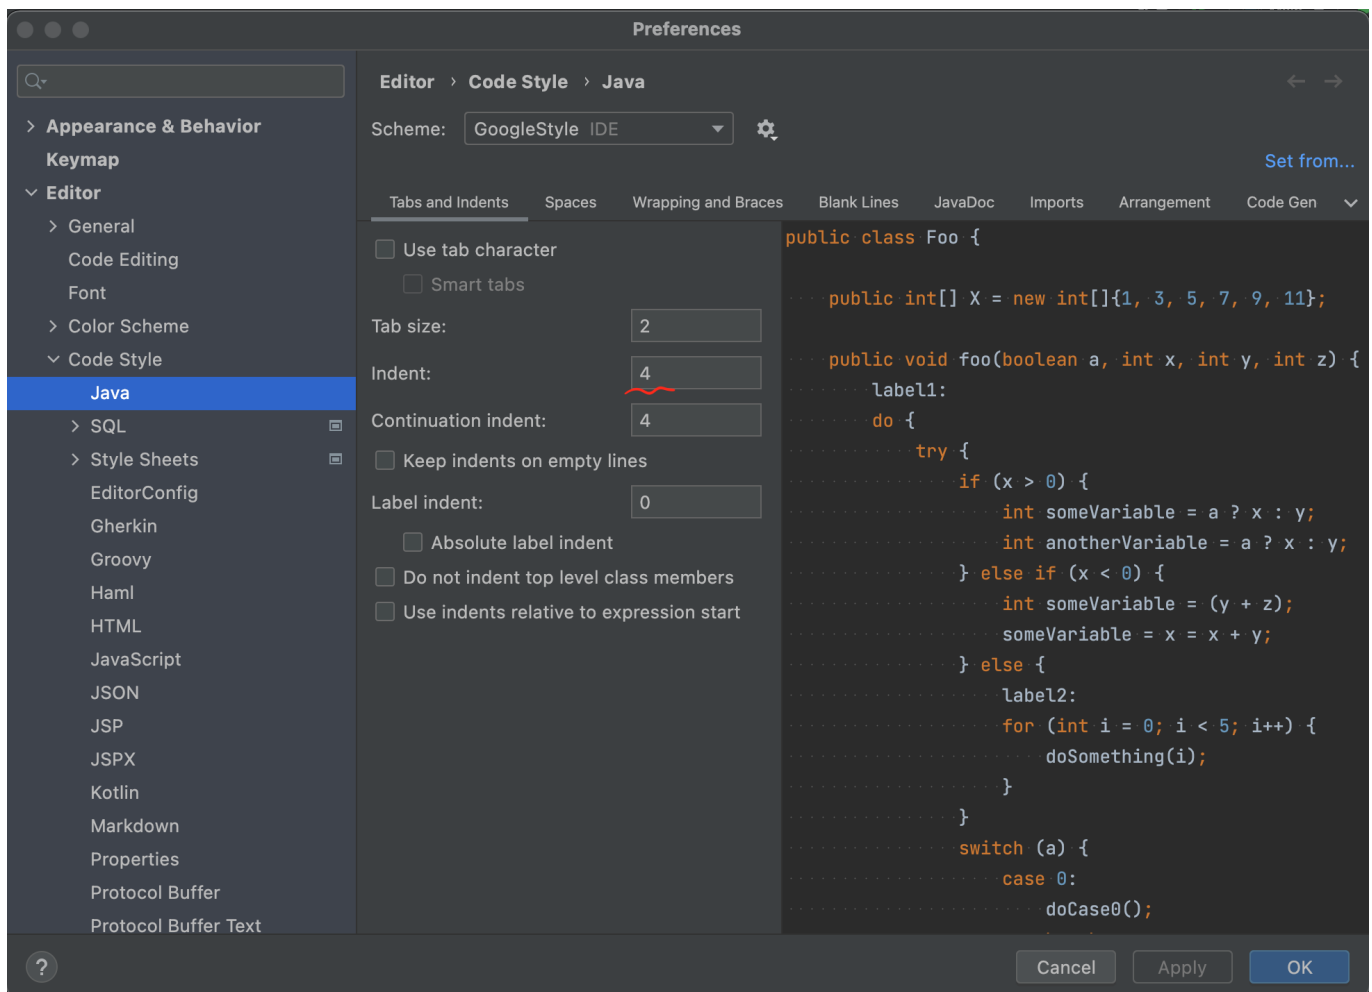 Preferences
Editor › Code Style › Java
Scheme: GoogleStyle IDE
Set from...
Appearance & Behavior
Keymap
Editor
General
Code Editing
Font
Color Scheme
Code Style
Java
SQL
Style Sheets
EditorConfig
Gherkin
Groovy
Haml
HTML
JavaScript
JSON
JSP
JSPX
Kotlin
Markdown
Properties
Protocol Buffer
Protocol Buffer Text
Tabs and Indents Spaces Wrapping and Braces Blank Lines JavaDoc Imports Arrangement Code Gen
Use tab character
Smart tabs
Tab size: 2
Indent: 4
Continuation indent: 4
Keep indents on empty lines
Label indent: 0
Absolute label indent
Do not indent top level class members
Use indents relative to expression start
public class Foo {
public int[] X = new int[]{1, 3, 5, 7, 9, 11};
public void foo(boolean a, int x, int y, int z) {
label1:
do {
try {
if (x > 0) {
int someVariable = a ? x : y;
int anotherVariable = a ? x : y;
} else if (x < 0) {
int someVariable = (y + z);
someVariable = x = x + y;
} else {
label2:
for (int i = 0; i < 5; i++) {
doSomething(i);
}
}
switch (a) {
case 0:
doCase0();
?
Cancel
Apply
OK